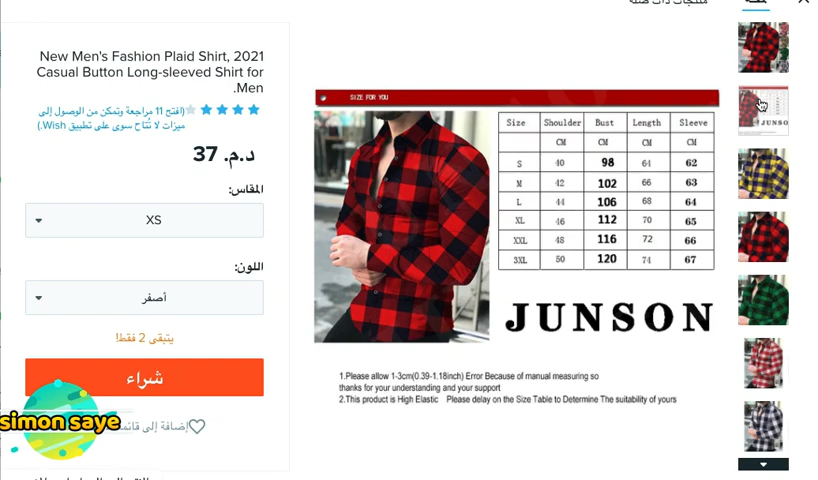 منتجات ذات صلة
New Men's Fashion Plaid Shirt, 2021
Casual Button Long-sleeved Shirt for
Men.
(افتح 11 مراجعة وتمكن من الوصول إلى
ميزات لا تُتاح سوى على تطبيق Wish.)
37 د.م.
المقاس:
XS
اللون:
أصفر
يتبقى 2 فقط!
شراء
إضافة إلى
simon saye
SIZE FOR YOU
Size Shoulder Bust Length Sleeve
CM CM CM CM
S 40 98 64 62
M 42 102 66 63
L 44 106 68 64
XL 46 112 70 65
XXL 48 116 72 66
3XL 50 120 74 67
JUNSON
1.Please allow 1-3cm(0.39-1.18inch) Error Because of manual measuring so
thanks for your understanding and your support
2.This product is High Elastic Please delay on the Size Table to Determine The suitability of yours
JUNSO